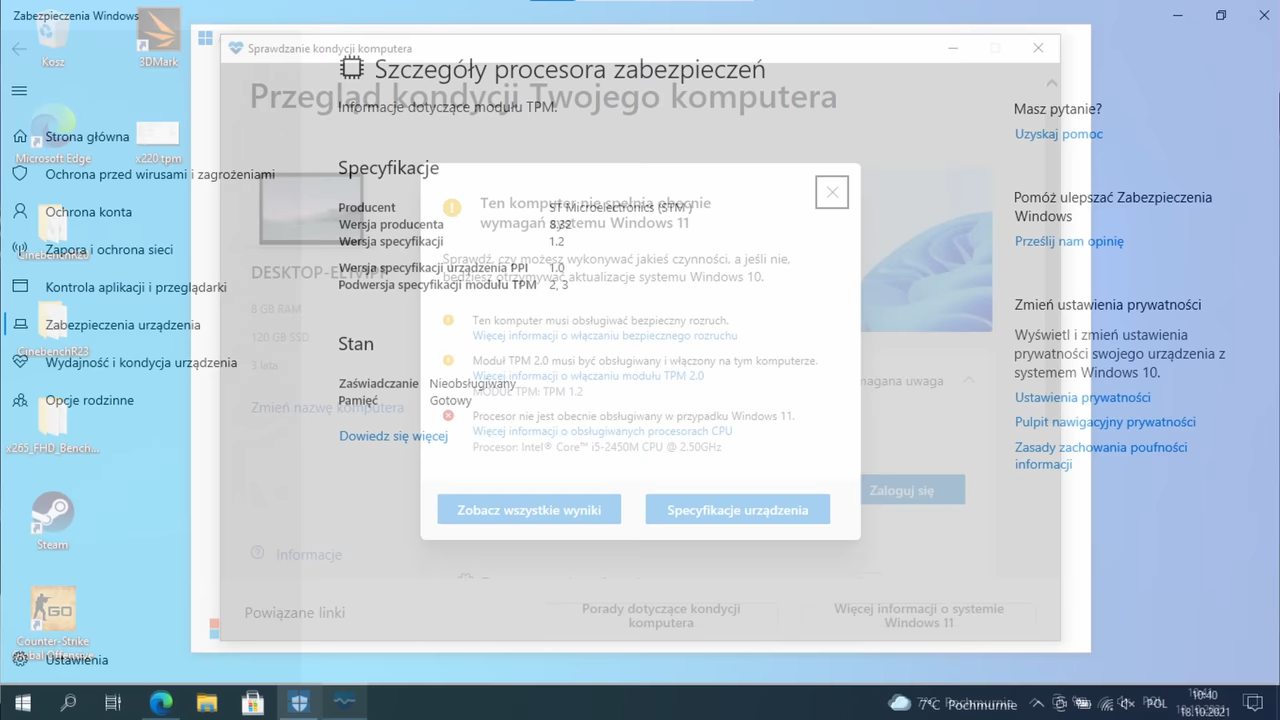 Zabezpieczenia Windows
Kosz
3DMark
Microsoft Edge
x220 tpm
Strona główna
Ochrona przed wirusami i zagrożeniami
Ochrona konta
Zapora i ochrona sieci
Kontrola aplikacji i przeglądarki
Zabezpieczenia urządzenia
CinebenchR23
Wydajność i kondycja urządzenia
Opcje rodzinne
x255_FHD_Bench...
Steam
Counter-Strike
Global Offensive
Ustawienia
Sprawdzanie kondycji komputera
Szczegóły procesora zabezpieczeń
Przegląd kondycji Twojego komputera
Informacje dotyczące modułu TPM.
Specyfikacje
Producent ST Microelectronics (STM )
Wersja producenta 8.32
Wersja specyfikacji 1.2
Wersja specyfikacji urządzenia PPI 1.0
Podwersja specyfikacji modułu TPM 2, 3
Stan
Zaświadczanie Nieobsługiwany
Pamięć Gotowy
Dowiedz się więcej
8 GB RAM
120 GB SSD
3 lata
Zmień nazwę komputera
Informacje
Powiązane linki
Ten komputer nie spełnia obecnie
wymagań systemu Windows 11
Sprawdź, czy możesz wykonywać jakieś czynności, a jeśli nie,
będziesz otrzymywać aktualizacje systemu Windows 10.
Ten komputer musi obsługiwać bezpieczny rozruch.
Więcej informacji o włączaniu bezpiecznego rozruchu
Moduł TPM 2.0 musi być obsługiwany i włączony na tym komputerze.
Więcej informacji o włączaniu modułu TPM 2.0
MODUŁ TPM: TPM 1.2
Procesor nie jest obecnie obsługiwany w przypadku Windows 11.
Więcej informacji o obsługiwanych procesorach CPU
Procesor: Intel® Core™ i5-2450M CPU @ 2.50GHz
Zobacz wszystkie wyniki
Specyfikacje urządzenia
uwaga
Zaloguj się
Porady dotyczące kondycji
komputera
Więcej informacji o systemie
Windows 11
Masz pytanie?
Uzyskaj pomoc
Pomóż ulepszać Zabezpieczenia
Windows
Prześlij nam opinię
Zmień ustawienia prywatności
Wyświetl i zmień ustawienia
prywatności swojego urządzenia z
systemem Windows 10.
Ustawienia prywatności
Pulpit nawigacyjny prywatności
Zasady zachowania poufności
informacji
7°C Pochmurnie
POL
10:40
18.10.2021